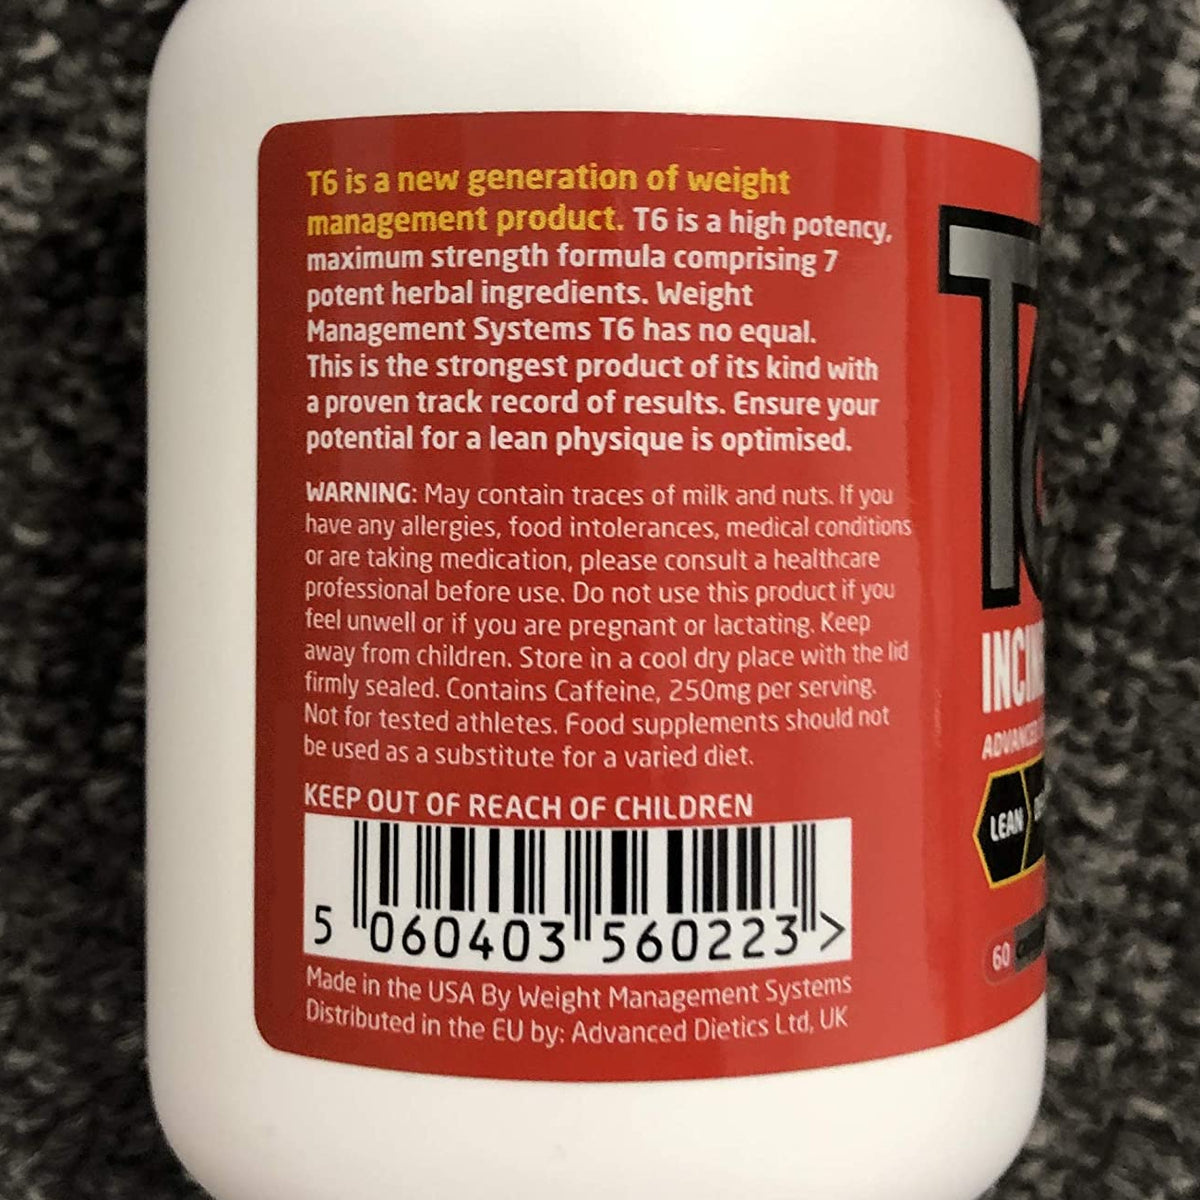 T6 is a new generation of weight
management product. T6 is a high potency,
maximum strength formula comprising 7
potent herbal ingredients. Weight
Management Systems T6 has no equal.
This is the strongest product of its kind with
a proven track record of results. Ensure your
potential for a lean physique is optimised.
WARNING: May contain traces of milk and nuts. If you
have any allergies, food intolerances, medical conditions
or are taking medication, please consult a healthcare
professional before use. Do not use this product if you
feel unwell or if you are pregnant or lactating. Keep
away from children. Store in a cool dry place with the lid
firmly sealed. Contains Caffeine, 250mg per serving.
Not for tested athletes. Food supplements should not
be used as a substitute for a varied diet.
KEEP OUT OF REACH OF CHILDREN
5 060403 560223 >
Made in the USA By Weight Management Systems
Distributed in the EU by: Advanced Dietics Ltd, UK
LEAN
60